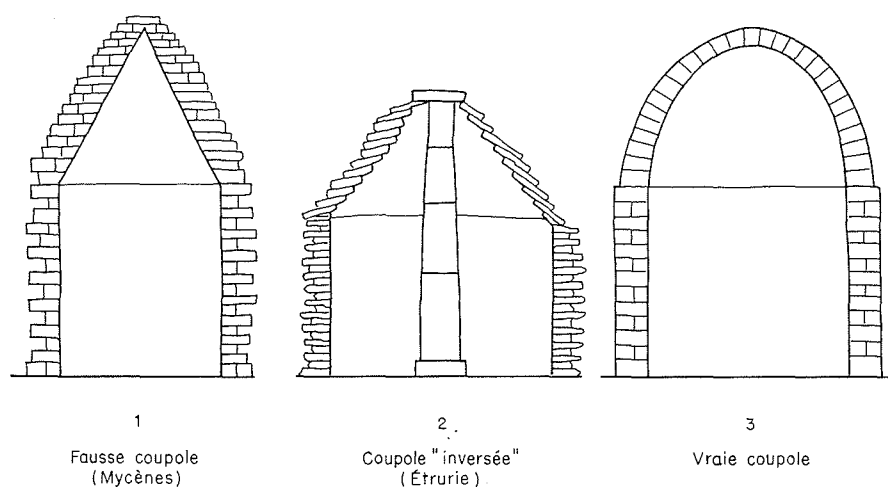 1
Fausse coupole
(Mycènes)
2
Coupole "inversée"
(Étrurie)
3
Vraie coupole